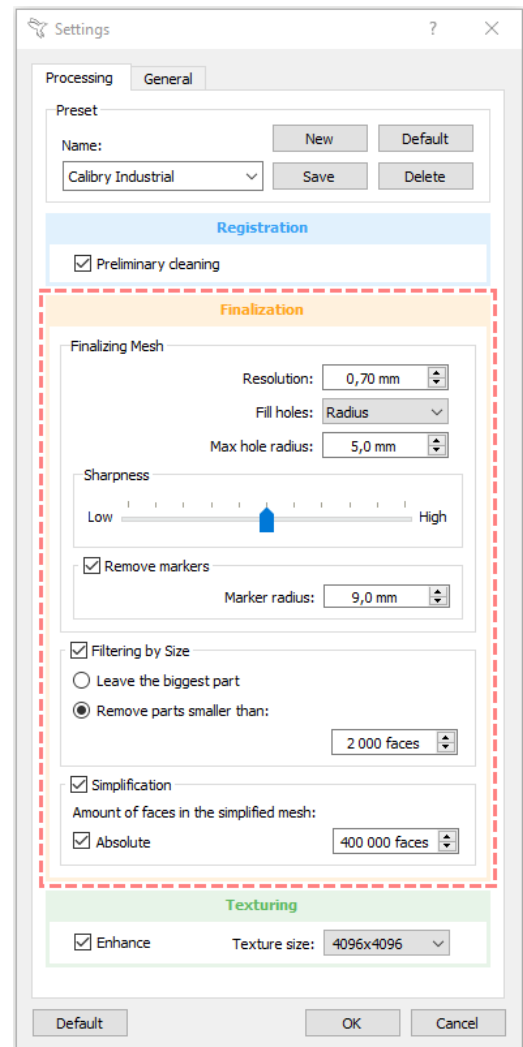 Settings ?
Processing General
Preset
Name: New Default
Calibry Industrial Save Delete
Registration
Preliminary cleaning
Finalization
Finalizing Mesh
Resolution: 0,70 mm
Fill holes: Radius
Max hole radius: 5,0 mm
Sharpness
Low High
Remove markers
Marker radius: 9,0 mm
Filtering by Size
Leave the biggest part
Remove parts smaller than:
2 000 faces
Simplification
Amount of faces in the simplified mesh:
Absolute 400 000 faces
Texturing
Enhance Texture size: 4096x4096
Default OK Cancel